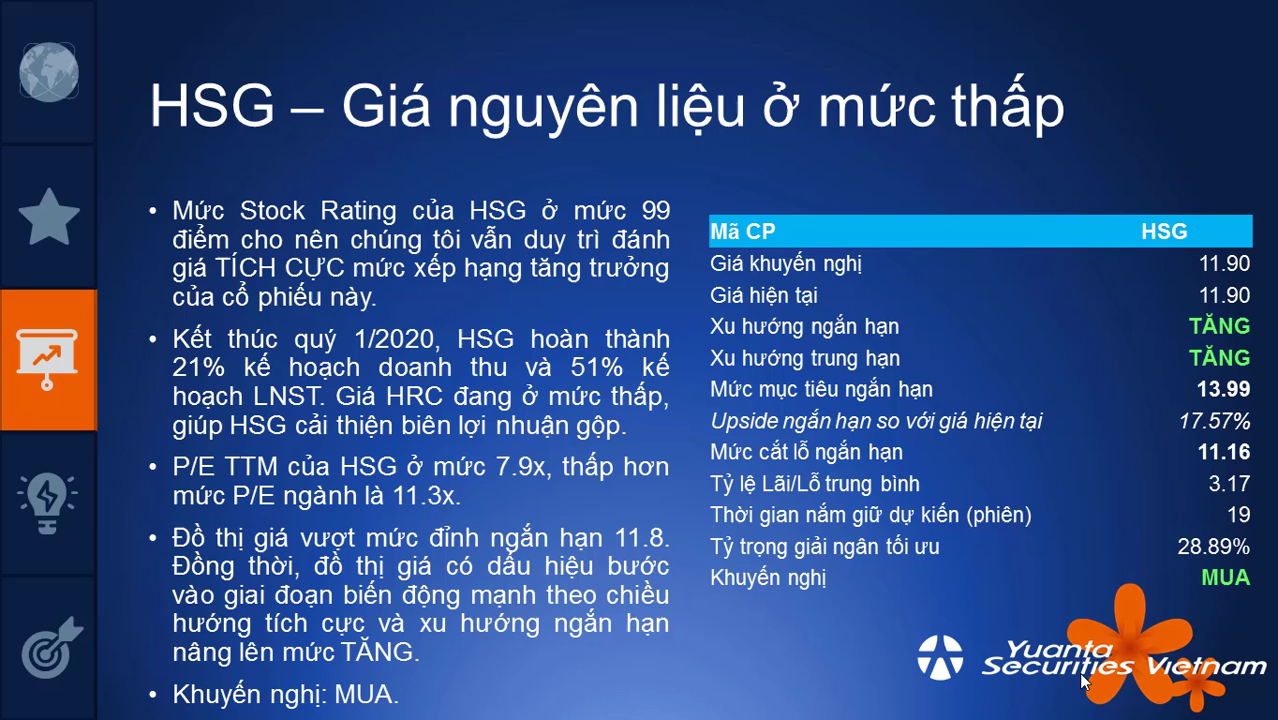 HSG – Giá nguyên liệu ở mức thấp
• Mức Stock Rating của HSG ở mức 99
điểm cho nên chúng tôi vẫn duy trì đánh
giá TÍCH CỰC mức xếp hạng tăng trưởng
của cổ phiếu này.
• Kết thúc quý 1/2020, HSG hoàn thành
21% kế hoạch doanh thu và 51% kế
hoạch LNST. Giá HRC đang ở mức thấp,
giúp HSG cải thiện biên lợi nhuận gộp.
• P/E TTM của HSG ở mức 7.9x, thấp hơn
mức P/E ngành là 11.3x.
• Đồ thị giá vượt mức đỉnh ngắn hạn 11.8.
Đồng thời, đồ thị giá có dấu hiệu bước
vào giai đoạn biến động mạnh theo chiều
hướng tích cực và xu hướng ngắn hạn
nâng lên mức TĂNG.
• Khuyến nghị: MUA.
Mã CP HSG
Giá khuyến nghị 11.90
Giá hiện tại 11.90
Xu hướng ngắn hạn TĂNG
Xu hướng trung hạn TĂNG
Mức mục tiêu ngắn hạn 13.99
Upside ngắn hạn so với giá hiện tại 17.57%
Mức cắt lỗ ngắn hạn 11.16
Tỷ lệ Lãi/Lỗ trung bình 3.17
Thời gian nắm giữ dự kiến (phiên) 19
Tỷ trọng giải ngân tối ưu 28.89%
Khuyến nghị MUA
Yuanta
Securities Vietnam